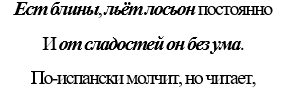 Ест блины, льёт лосьон постоянно
И от сладостей он без ума.
По-испански молчит, но читает,